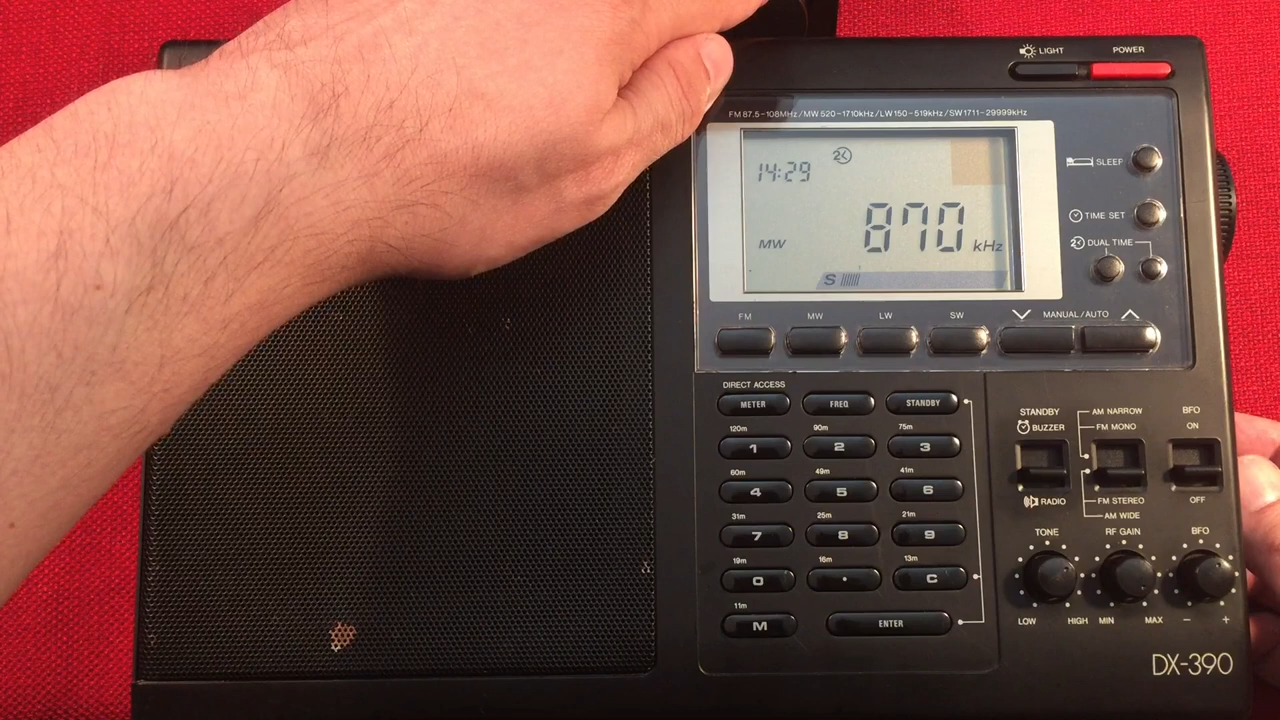 LIGHT
POWER
FM 87.5-108MHz/MW 520-1710kHz/LW 150-519kHz/SW 1711-29999kHz
2
14:29
870 kHz
MW
S
SLEEP
TIME SET
2 DUAL TIME
FM
MW
LW
SW
MANUAL/AUTO
DIRECT ACCESS
METER
FREQ
STANDBY
120m
90m
75m
1
2
3
60m
49m
41m
4
5
6
31m
25m
21m
7
8
9
19m
16m
13m
0
.
C
11m
M
ENTER
STANDBY
BUZZER
RADIO
AM NARROW
FM MONO
FM STEREO
AM WIDE
BFO
ON
OFF
TONE
RF GAIN
BFO
LOW
HIGH
MIN
MAX
−
+
DX-390